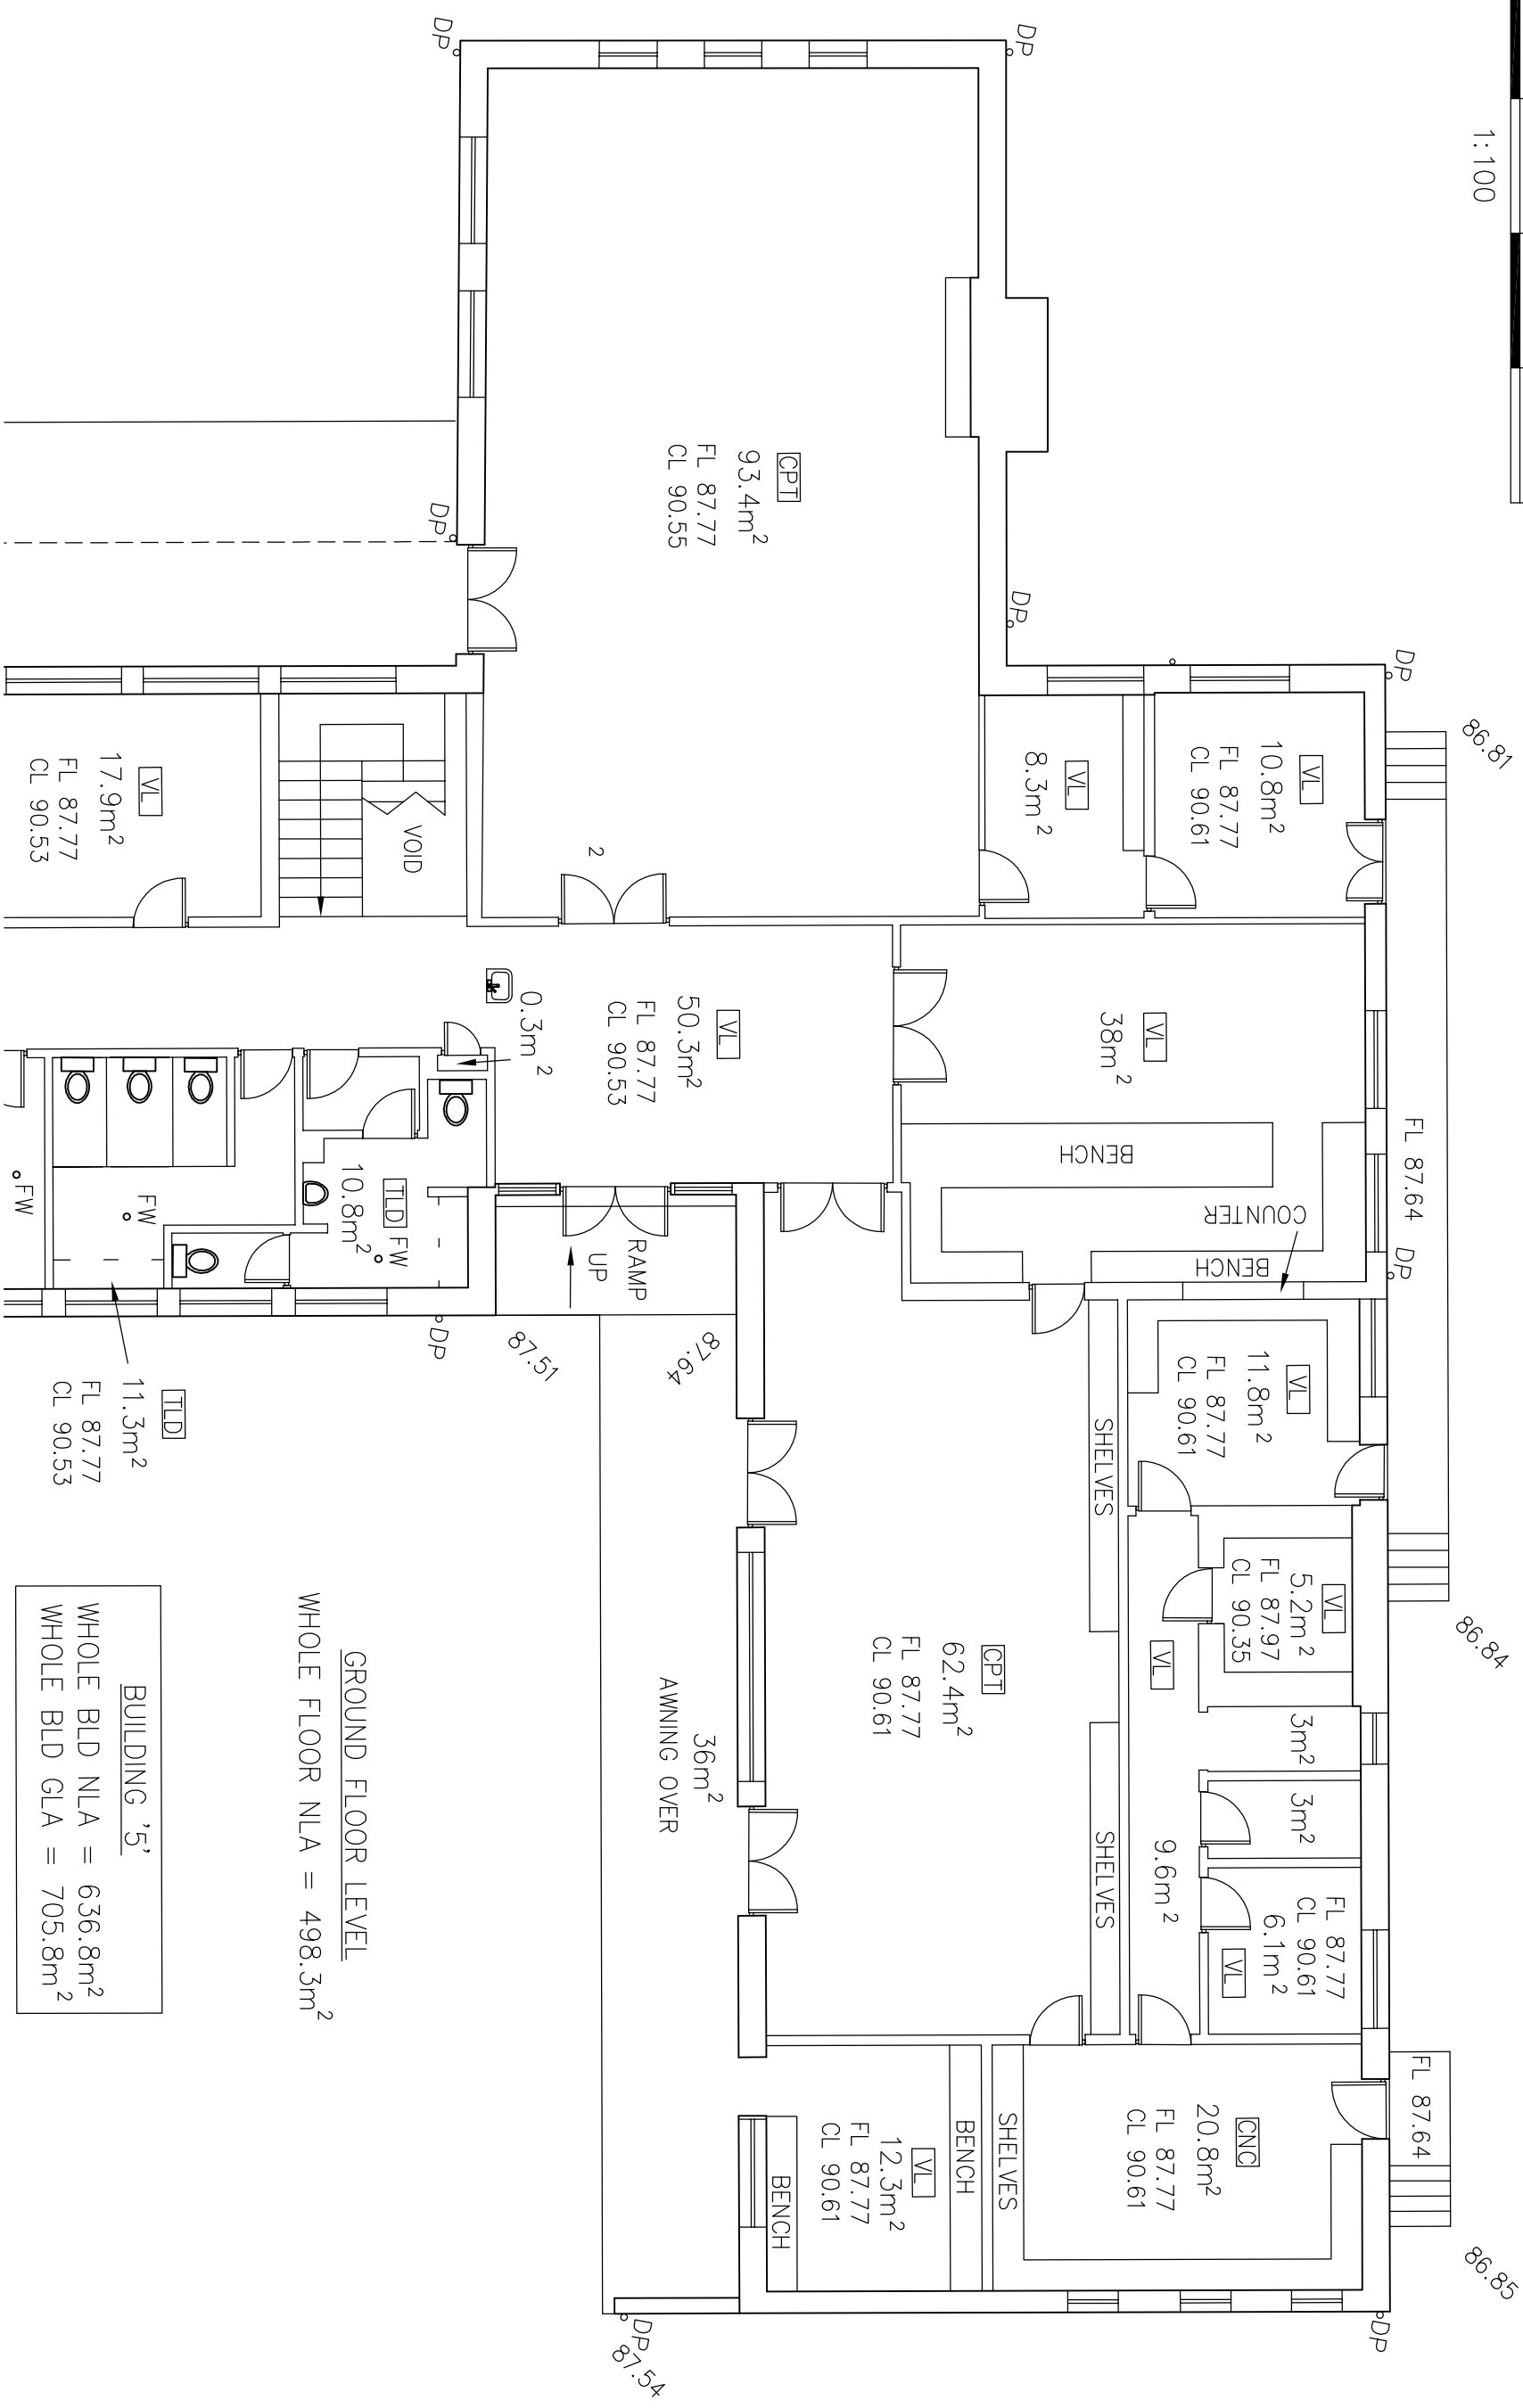 1:100
DP
DP
DP
DP
DP
86.81
CPT
93.4m²
FL 87.77
CL 90.55
VL
10.8m²
FL 87.77
CL 90.61
VL
8.3m²
VOID
VL
17.9m²
FL 87.77
CL 90.53
2
VL
38m²
BENCH
COUNTER
BENCH
FL 87.64
DP
VL
50.3m²
FL 87.77
CL 90.53
0.3m²
TLD
10.8m²
FW
FW
FW
RAMP
UP
DP
87.51
87.64
TLD
11.3m²
FL 87.77
CL 90.53
VL
11.8m²
FL 87.77
CL 90.61
SHELVES
VL
5.2m²
FL 87.97
CL 90.35
86.84
VL
9.6m²
3m²
3m²
FL 87.77
CL 90.61
6.1m²
VL
CPT
62.4m²
FL 87.77
CL 90.61
SHELVES
36m²
AWNING OVER
FL 87.64
CNC
20.8m²
FL 87.77
CL 90.61
SHELVES
BENCH
VL
12.3m²
FL 87.77
CL 90.61
BENCH
86.85
DP
DP
87.54
GROUND FLOOR LEVEL
WHOLE FLOOR NLA = 498.3m²
BUILDING '5'
WHOLE BLD NLA = 636.8m²
WHOLE BLD GLA = 705.8m²